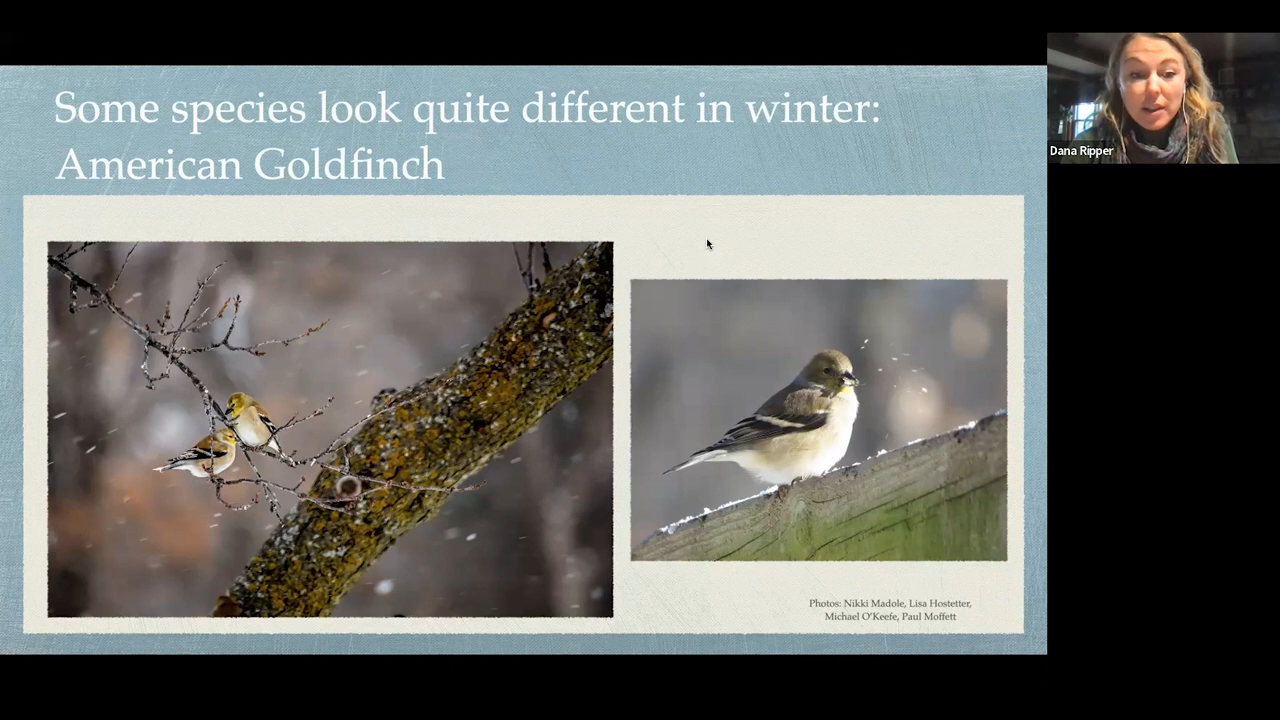 Some species look quite different in winter:
American Goldfinch
Dana Ripper
Photos: Nikki Madole, Lisa Hostetter,
Michael O'Keefe, Paul Moffett